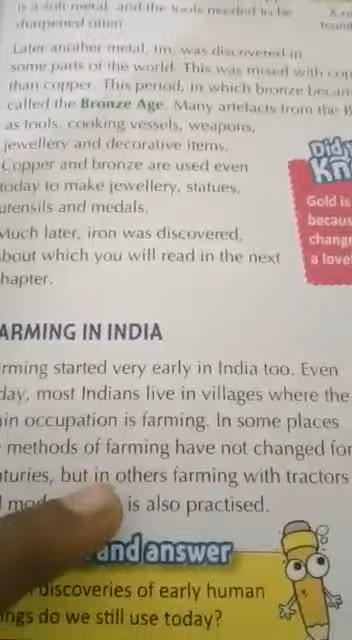 is a soft metal, and the tools needed to be
sharpened often.
Later another metal, tin, was discovered in
some parts of the world. This was mixed with cop
than copper. This period, in which bronze becam
called the Bronze Age. Many artefacts from the B
as tools, cooking vessels, weapons,
jewellery and decorative items.
Copper and bronze are used even
today to make jewellery, statues,
utensils and medals.
Much later, iron was discovered,
about which you will read in the next
hapter.
Did y
Kn
Gold is
becaus
change
a lovel
ARMING IN INDIA
rming started very early in India too. Even
day, most Indians live in villages where the
in occupation is farming. In some places
methods of farming have not changed for
nturies, but in others farming with tractors
mod is also practised.
and answer
discoveries of early human
ngs do we still use today?